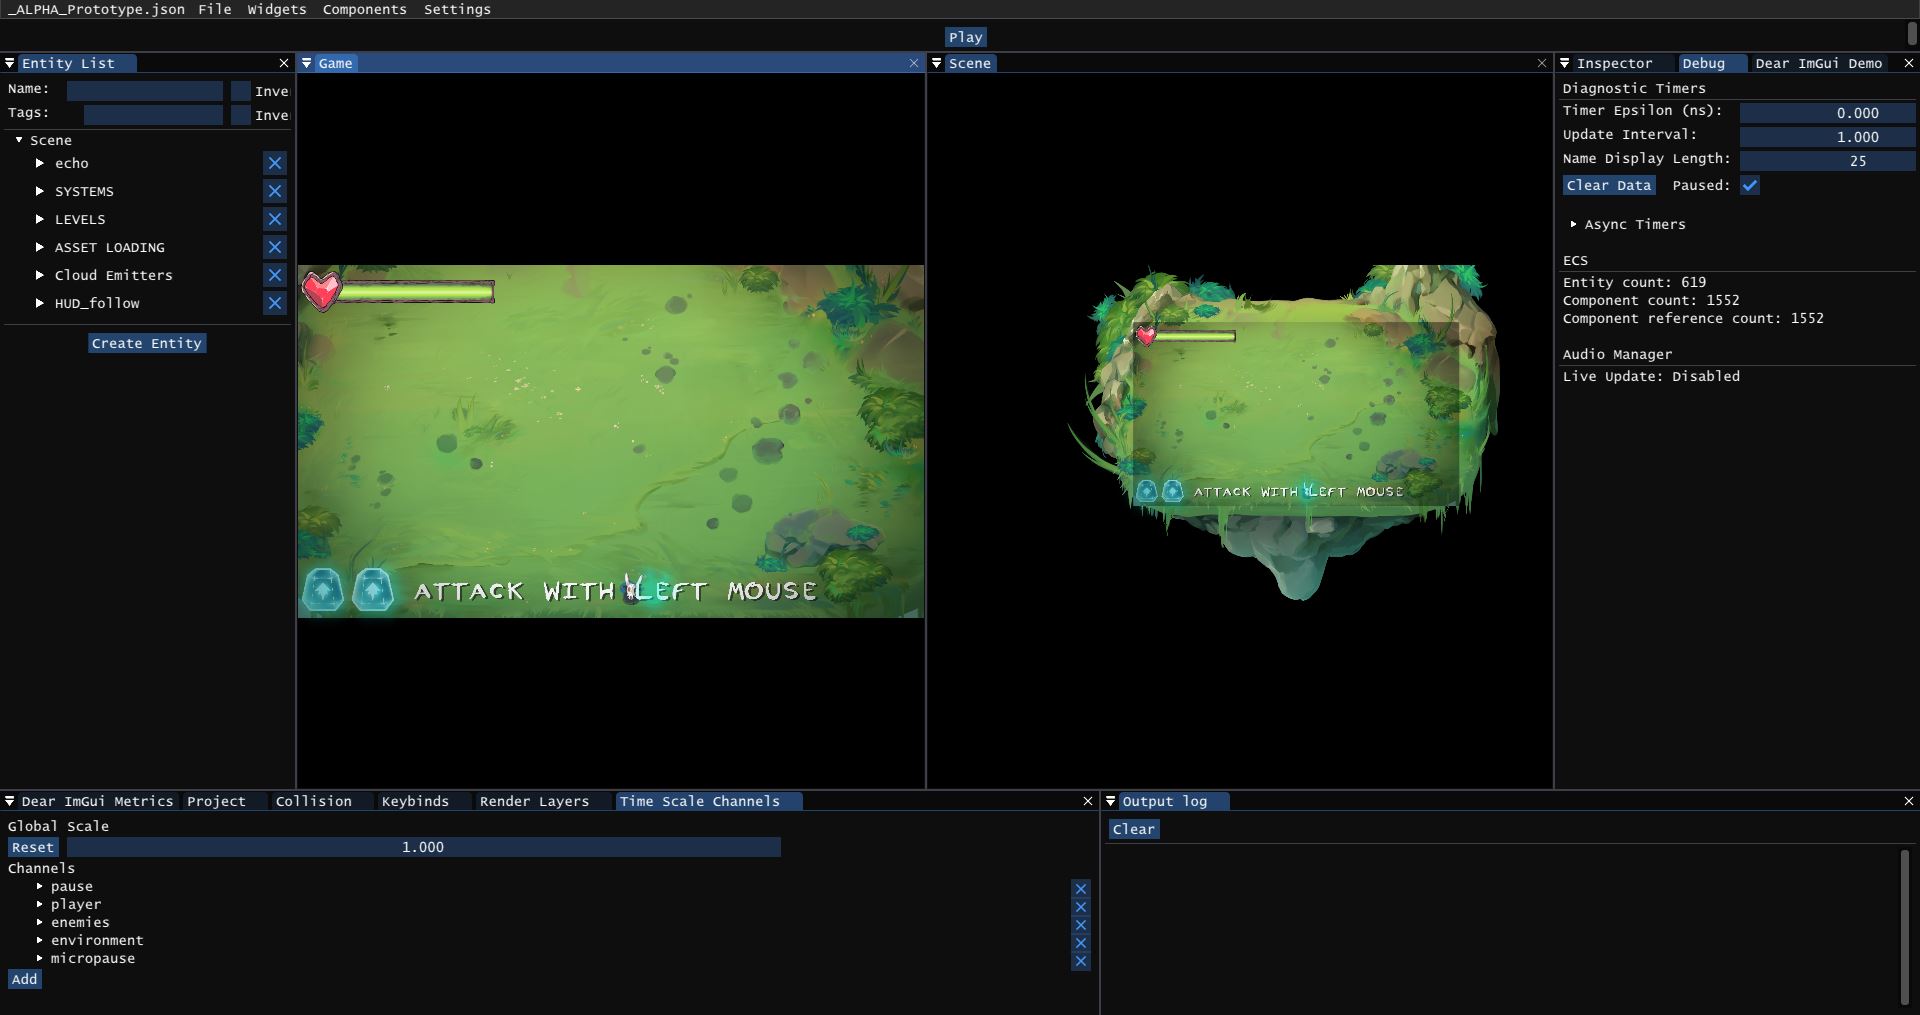 _ALPHA_Prototype.json File Widgets Components Settings
Play
Entity List
Name: Inve
Tags: Inve
Scene
echo
SYSTEMS
LEVELS
ASSET LOADING
Cloud Emitters
HUD_follow
Create Entity
Game
ATTACK WITH LEFT MOUSE
Scene
ATTACK WITH LEFT MOUSE
Inspector Debug Dear ImGui Demo
Diagnostic Timers
Timer Epsilon (ns): 0.000
Update Interval: 1.000
Name Display Length: 25
Clear Data Paused:
Async Timers
ECS
Entity count: 619
Component count: 1552
Component reference count: 1552
Audio Manager
Live Update: Disabled
Dear ImGui Metrics Project Collision Keybinds Render Layers Time Scale Channels
Global Scale
Reset 1.000
Channels
pause
player
enemies
environment
micropause
Add
Output log
Clear